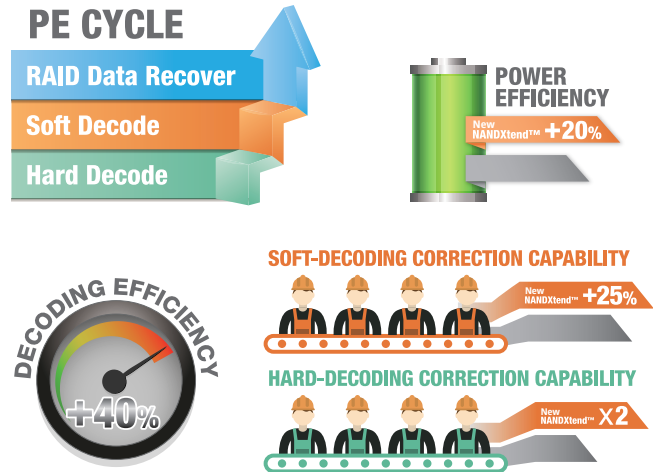 PE CYCLE
RAID Data Recover
Soft Decode
Hard Decode
POWER
EFFICIENCY
New
NANDXtend™ +20%
DECODING EFFICIENCY
+40%
SOFT-DECODING CORRECTION CAPABILITY
New
NANDXtend™ +25%
HARD-DECODING CORRECTION CAPABILITY
New
NANDXtend™ X2